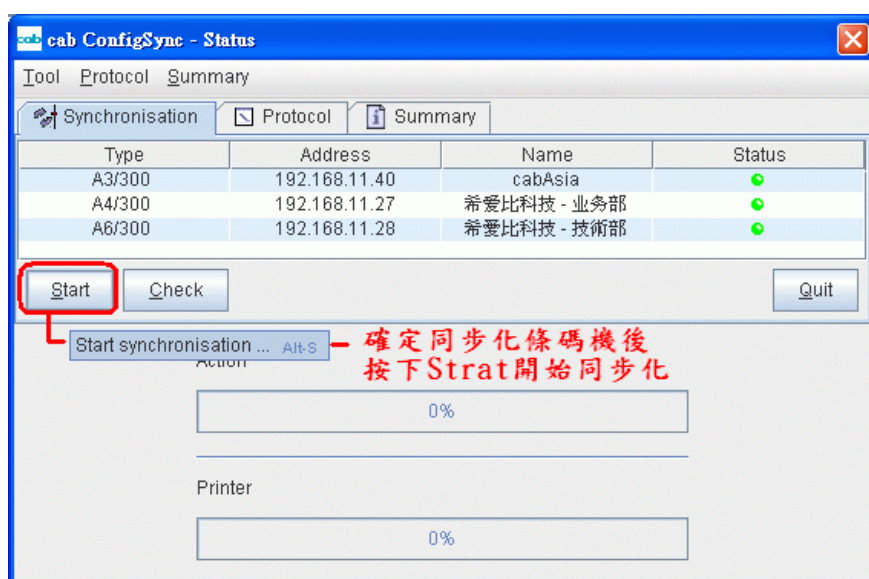 cab cab ConfigSync - Status
Tool Protocol Summary
Synchronisation Protocol Summary
Type Address Name Status
A3/300 192.168.11.40 cabAsia
A4/300 192.168.11.27 希爱比科技 - 业务部
A6/300 192.168.11.28 希愛比科技 - 技術部
Start Check Quit
Start synchronisation ... Alt-S
確定同步化條碼機後
按下Strat開始同步化
Action
0%
Printer
0%